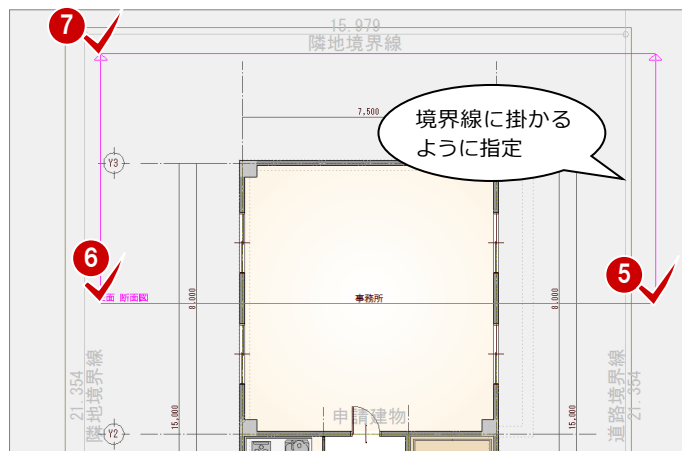 7
15.979
隣地境界線
7,500
境界線に掛かる
ように指定
Y3
6
5
面 断面図
8,000
事務所
8,000
21.354
隣地境界線
15,000
申請建物
15,000
道路境界線
21.354
Y2